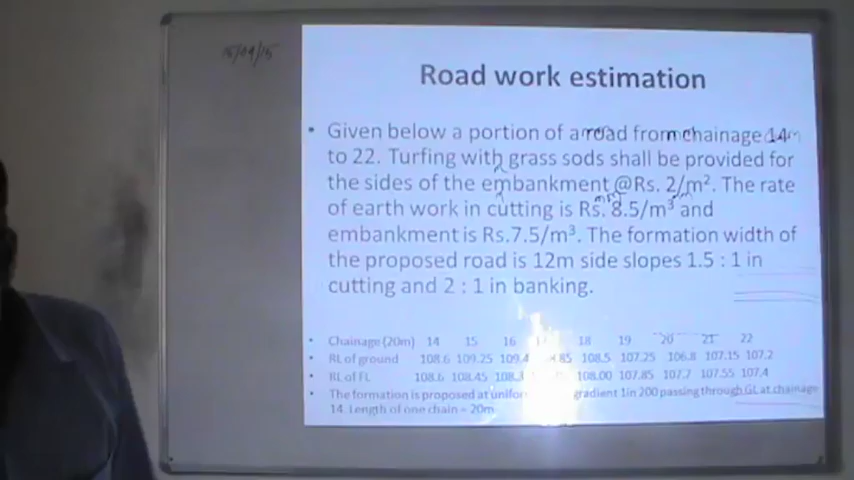 15/09/15
Road work estimation
• Given below a portion of a road from chainage 14
to 22. Turfing with grass sods shall be provided for
the sides of the embankment @Rs. 2/m². The rate
of earth work in cutting is Rs. 8.5/m³ and
embankment is Rs.7.5/m³. The formation width of
the proposed road is 12m side slopes 1.5 : 1 in
cutting and 2 : 1 in banking.
• Chainage (20m) 14 15 16 18 19 20 21 22
• RL of ground 108.6 109.25 109.4 108.5 107.25 106.8 107.15 107.2
• RL of FL 108.6 108.45 108.3 108.00 107.85 107.7 107.55 107.4
• The formation is proposed at gradient 1in 200 passing through GL at chainage
14. Length of one chain = 20m